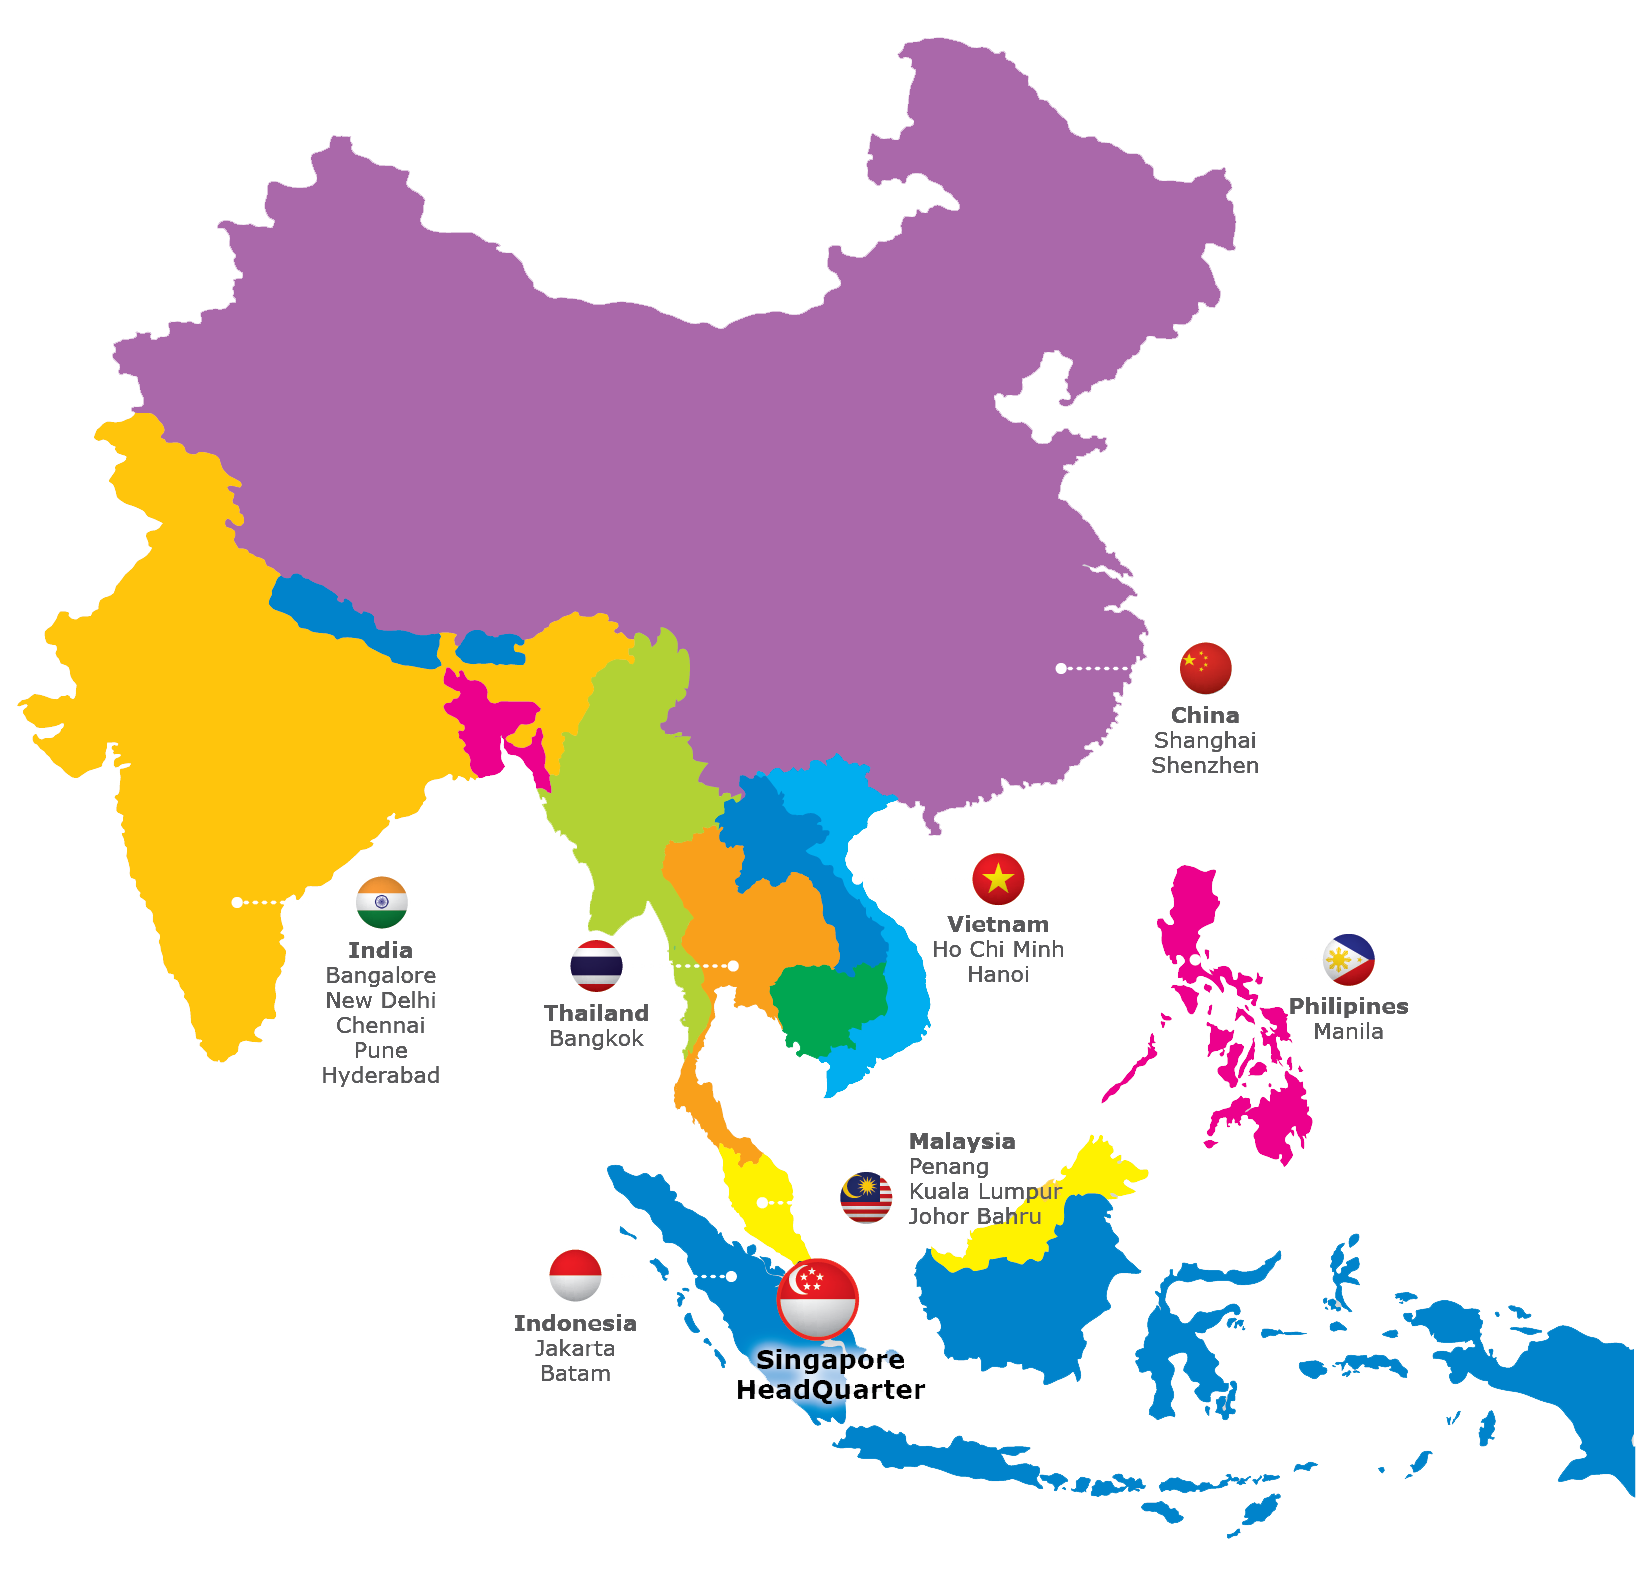 China
Shanghai
Shenzhen
Vietnam
Ho Chi Minh
Hanoi
India
Bangalore
New Delhi
Chennai
Pune
Hyderabad
Thailand
Bangkok
Philipines
Manila
Malaysia
Penang
Kuala Lumpur
Johor Bahru
Indonesia
Jakarta
Batam
Singapore
HeadQuarter